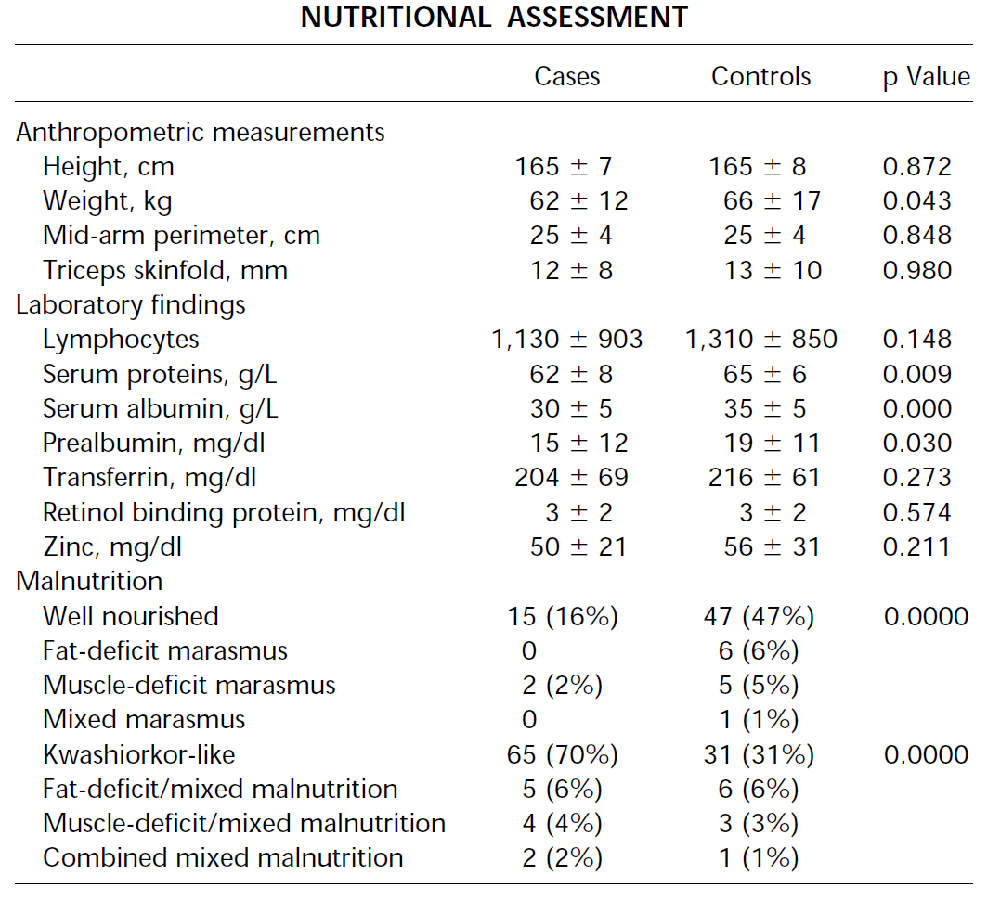 NUTRITIONAL ASSESSMENT
Cases Controls p Value
Anthropometric measurements
Height, cm 165 ± 7 165 ± 8 0.872
Weight, kg 62 ± 12 66 ± 17 0.043
Mid-arm perimeter, cm 25 ± 4 25 ± 4 0.848
Triceps skinfold, mm 12 ± 8 13 ± 10 0.980
Laboratory findings
Lymphocytes 1,130 ± 903 1,310 ± 850 0.148
Serum proteins, g/L 62 ± 8 65 ± 6 0.009
Serum albumin, g/L 30 ± 5 35 ± 5 0.000
Prealbumin, mg/dl 15 ± 12 19 ± 11 0.030
Transferrin, mg/dl 204 ± 69 216 ± 61 0.273
Retinol binding protein, mg/dl 3 ± 2 3 ± 2 0.574
Zinc, mg/dl 50 ± 21 56 ± 31 0.211
Malnutrition
Well nourished 15 (16%) 47 (47%) 0.0000
Fat-deficit marasmus 0 6 (6%)
Muscle-deficit marasmus 2 (2%) 5 (5%)
Mixed marasmus 0 1 (1%)
Kwashiorkor-like 65 (70%) 31 (31%) 0.0000
Fat-deficit/mixed malnutrition 5 (6%) 6 (6%)
Muscle-deficit/mixed malnutrition 4 (4%) 3 (3%)
Combined mixed malnutrition 2 (2%) 1 (1%)